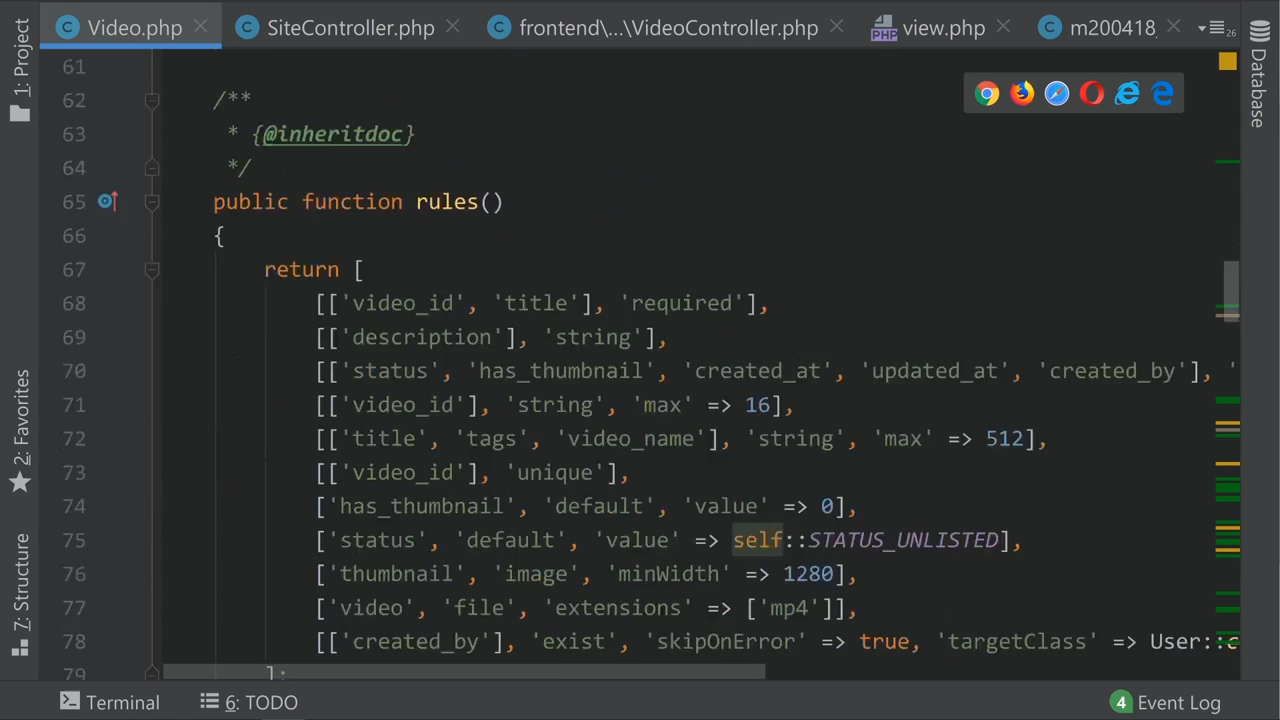 Video.php
SiteController.php
frontend\...\VideoController.php
view.php
m200418_
26
1: Project
2: Favorites
7: Structure
Database
61
62 /**
63 * {@inheritdoc}
64 */
65 public function rules()
66 {
67 return [
68 [['video_id', 'title'], 'required'],
69 [['description'], 'string'],
70 [['status', 'has_thumbnail', 'created_at', 'updated_at', 'created_by'], '
71 [['video_id'], 'string', 'max' => 16],
72 [['title', 'tags', 'video_name'], 'string', 'max' => 512],
73 [['video_id'], 'unique'],
74 ['has_thumbnail', 'default', 'value' => 0],
75 ['status', 'default', 'value' => self::STATUS_UNLISTED],
76 ['thumbnail', 'image', 'minWidth' => 1280],
77 ['video', 'file', 'extensions' => ['mp4']],
78 [['created_by'], 'exist', 'skipOnError' => true, 'targetClass' => User::c
79 ];
Terminal
6: TODO
4 Event Log